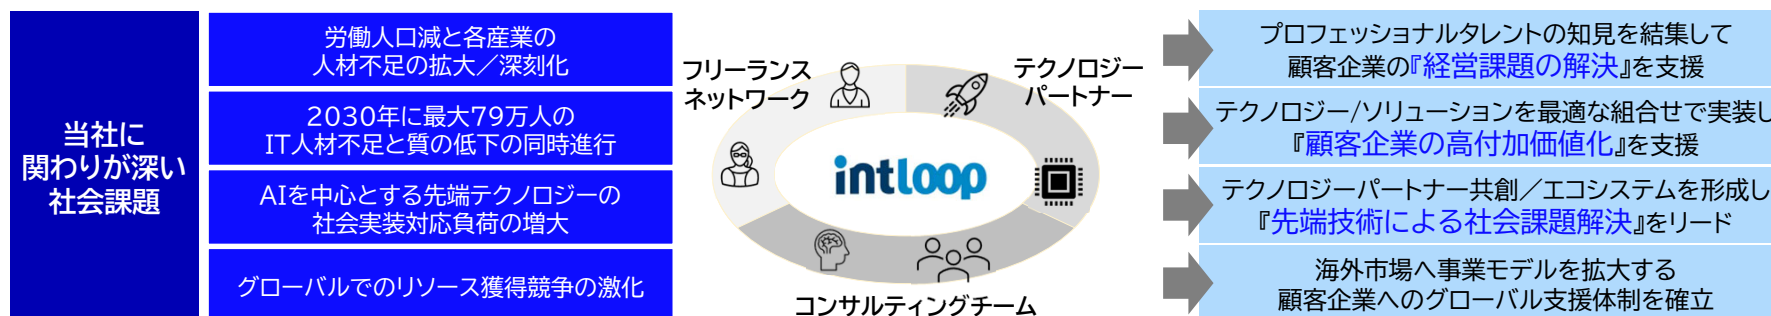 当社に
関わりが深い
社会課題
労働人口減と各産業の
人材不足の拡大／深刻化
2030年に最大79万人の
IT人材不足と質の低下の同時進行
AIを中心とする先端テクノロジーの
社会実装対応負荷の増大
グローバルでのリソース獲得競争の激化
フリーランス
ネットワーク
テクノロジー
パートナー
intloop
コンサルティングチーム
プロフェッショナルタレントの知見を結集して
顧客企業の『経営課題の解決』を支援
テクノロジー/ソリューションを最適な組合せで実装し
『顧客企業の高付加価値化』を支援
テクノロジーパートナー共創／エコシステムを形成し
『先端技術による社会課題解決』をリード
海外市場へ事業モデルを拡大する
顧客企業へのグローバル支援体制を確立